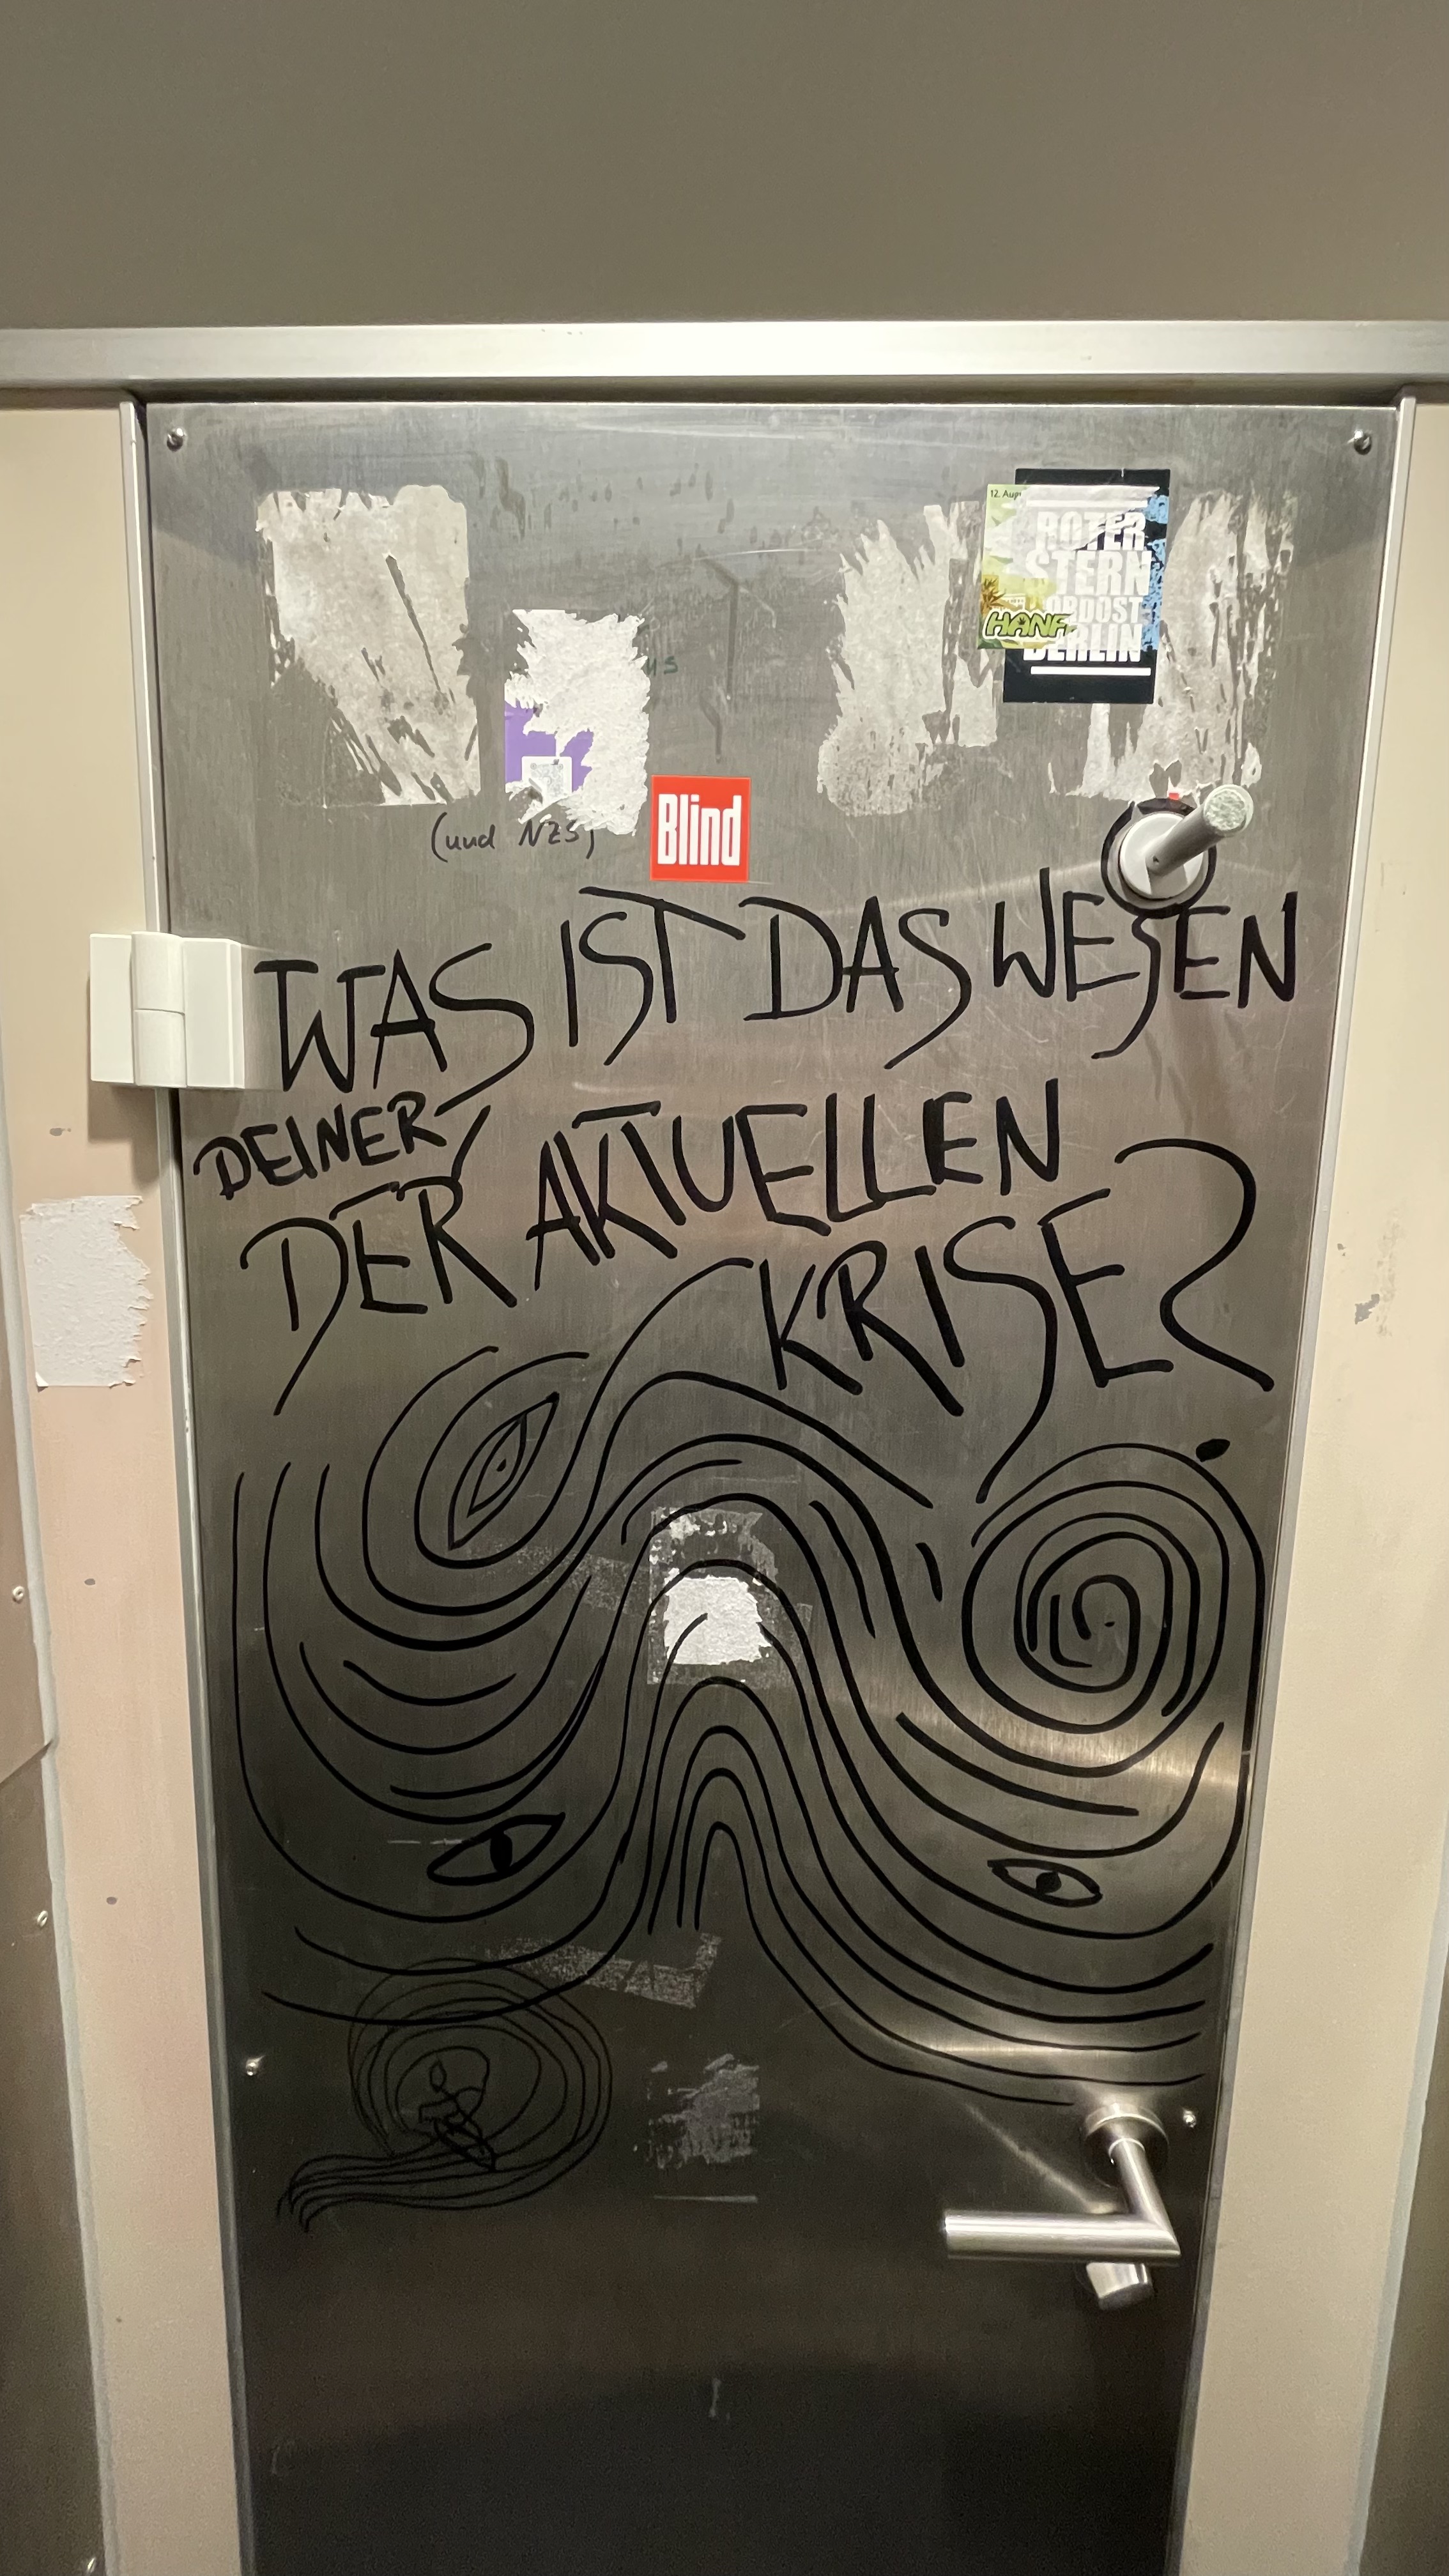 12. Aug
ROTER
STERN
NORDOST
BERLIN
HANF
(und NZS)
Blind
WAS IST DAS WESEN
DEINER
DER AKTUELLEN
KRISE?